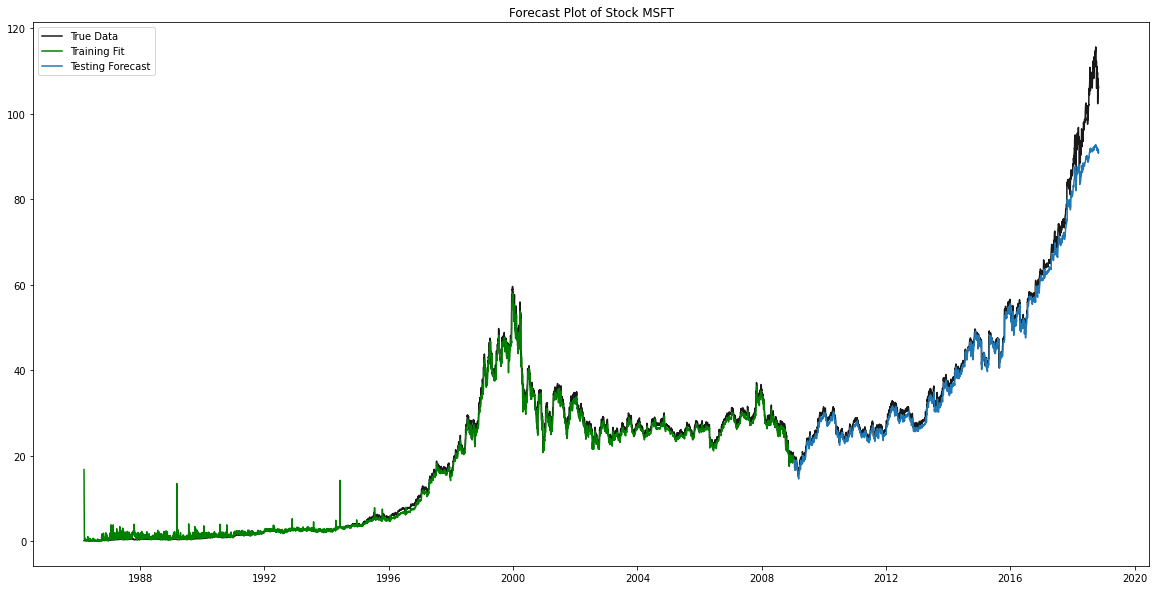 Forecast Plot of Stock MSFT
True Data
Training Fit
Testing Forecast
120
100
80
60
40
20
0
1988 1992 1996 2000 2004 2008 2012 2016 2020